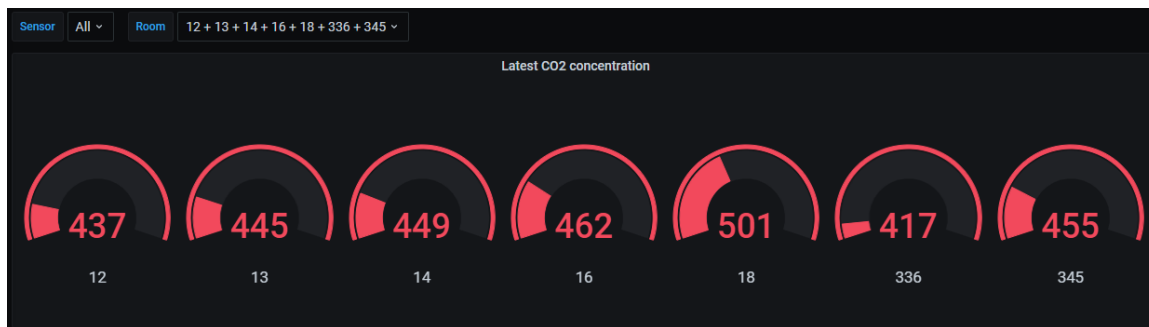 Sensor All Room 12 + 13 + 14 + 16 + 18 + 336 + 345
Latest CO2 concentration
437 445 449 462 501 417 455
12 13 14 16 18 336 345